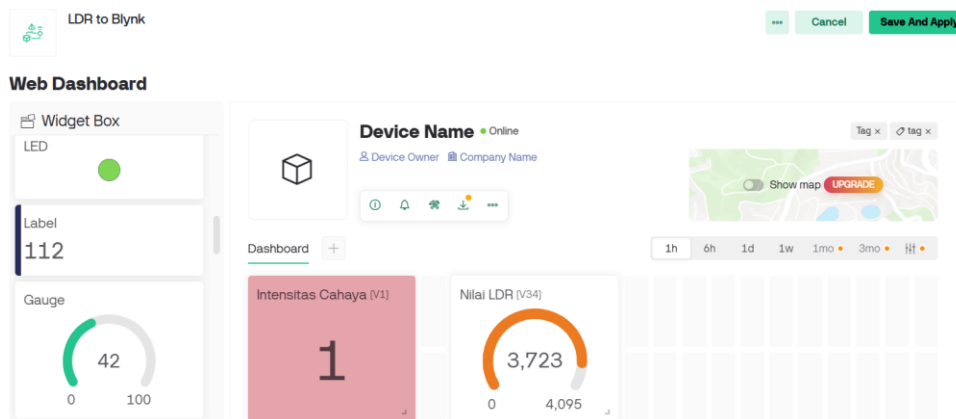 LDR to Blynk
Cancel
Save And Apply
Web Dashboard
Widget Box
LED
Label
112
Gauge
42
0 100
Device Name Online
Device Owner Company Name
Tag × tag ×
Show map UPGRADE
Dashboard +
1h 6h 1d 1w 1mo 3mo
Intensitas Cahaya (V1)
1
Nilai LDR (V34)
3,723
0 4,095